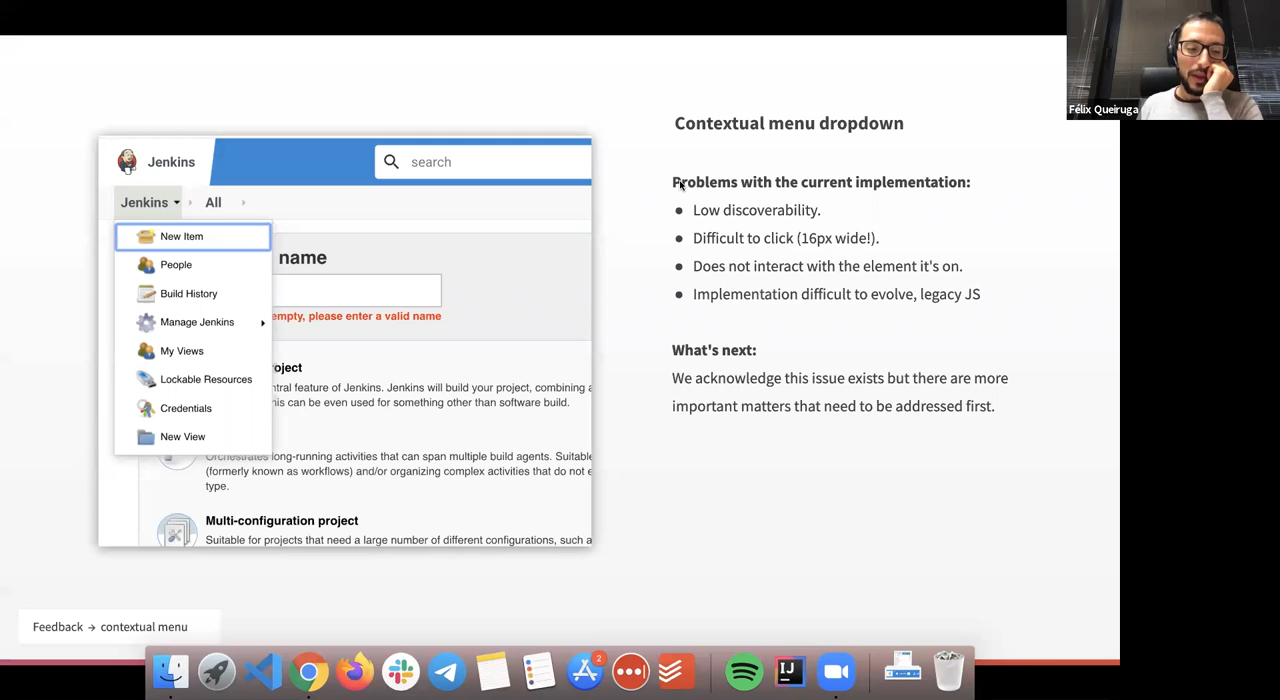 Félix Queiruga
Contextual menu dropdown
Jenkins
search
Problems with the current implementation:
Jenkins
All
● Low discoverability.
New Item
● Difficult to click (16px wide!).
name
People
● Does not interact with the element it's on.
Build History
● Implementation difficult to evolve, legacy JS
Manage Jenkins
empty, please enter a valid name
My Views
What's next:
oject
Lockable Resources
We acknowledge this issue exists but there are more
ntral feature of Jenkins. Jenkins will build your project, combining a
his can be even used for something other than software build.
Credentials
important matters that need to be addressed first.
New View
Orchestrates long-running activities that can span multiple build agents. Suitable
(formerly known as workflows) and/or organizing complex activities that do not e
type.
Multi-configuration project
Suitable for projects that need a large number of different configurations, such a
Feedback → contextual menu
2
IJ